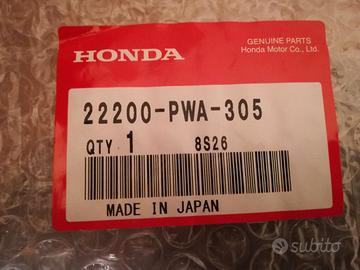 HONDA
GENUINE PARTS
Honda Motor Co., Ltd.
22200-PWA-305
QTY 1 8S26
MADE IN JAPAN
subito